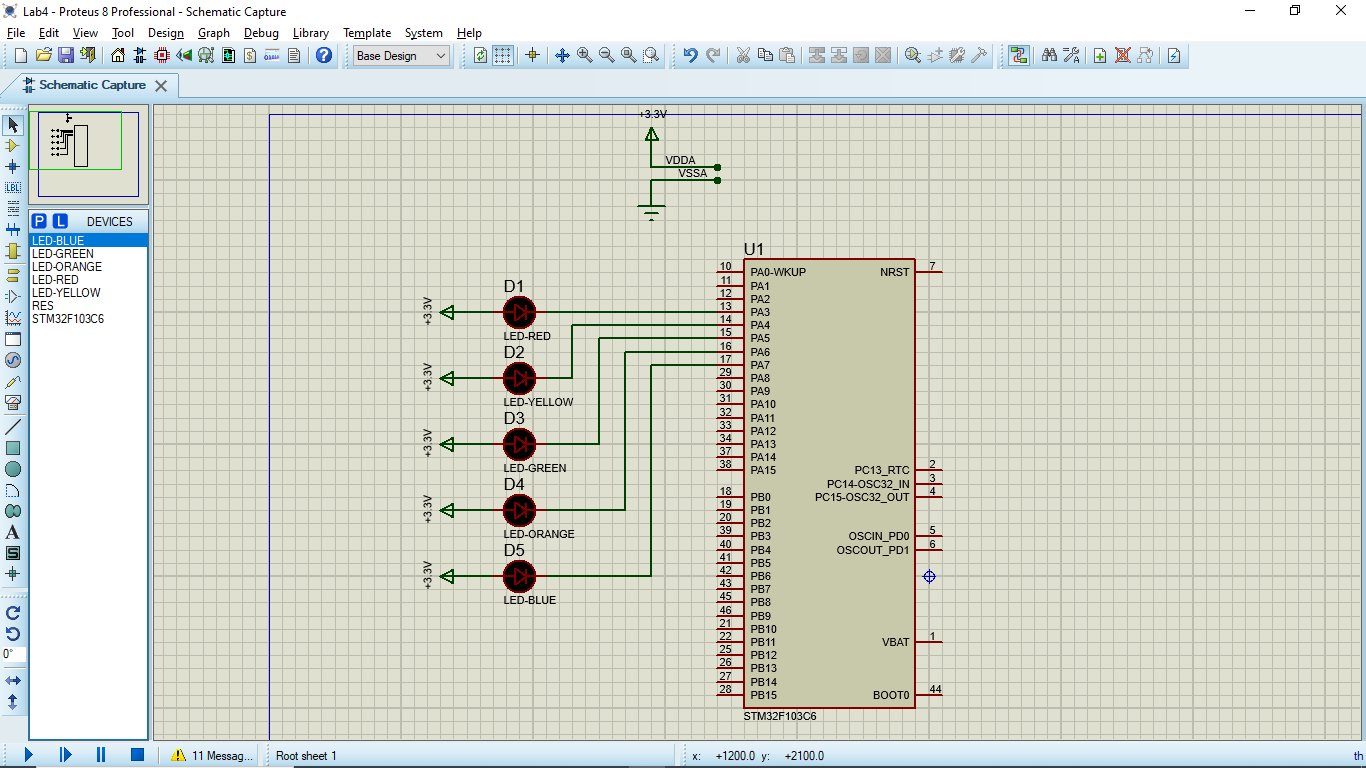 Lab4 - Proteus 8 Professional - Schematic Capture
File Edit View Tool Design Graph Debug Library Template System Help
Base Design
Schematic Capture
P L DEVICES
LED-BLUE
LED-GREEN
LED-ORANGE
LED-RED
LED-YELLOW
RES
STM32F103C6
LBL
A
S
0°
+3.3V
VDDA
VSSA
+3.3V
D1
LED-RED
+3.3V
D2
LED-YELLOW
+3.3V
D3
LED-GREEN
+3.3V
D4
LED-ORANGE
+3.3V
D5
LED-BLUE
U1
10 PA0-WKUP NRST 7
11 PA1
12 PA2
13 PA3
14 PA4
15 PA5
16 PA6
17 PA7
29 PA8
30 PA9
31 PA10
32 PA11
33 PA12
34 PA13
37 PA14
38 PA15 PC13_RTC 2
PC14-OSC32_IN 3
18 PB0 PC15-OSC32_OUT 4
19 PB1
20 PB2
39 PB3 OSCIN_PD0 5
40 PB4 OSCOUT_PD1 6
41 PB5
42 PB6
43 PB7
45 PB8
46 PB9
21 PB10
22 PB11 VBAT 1
25 PB12
26 PB13
27 PB14
28 PB15 BOOT0 44
STM32F103C6
11 Messag... Root sheet 1 x: +1200.0 y: +2100.0 th